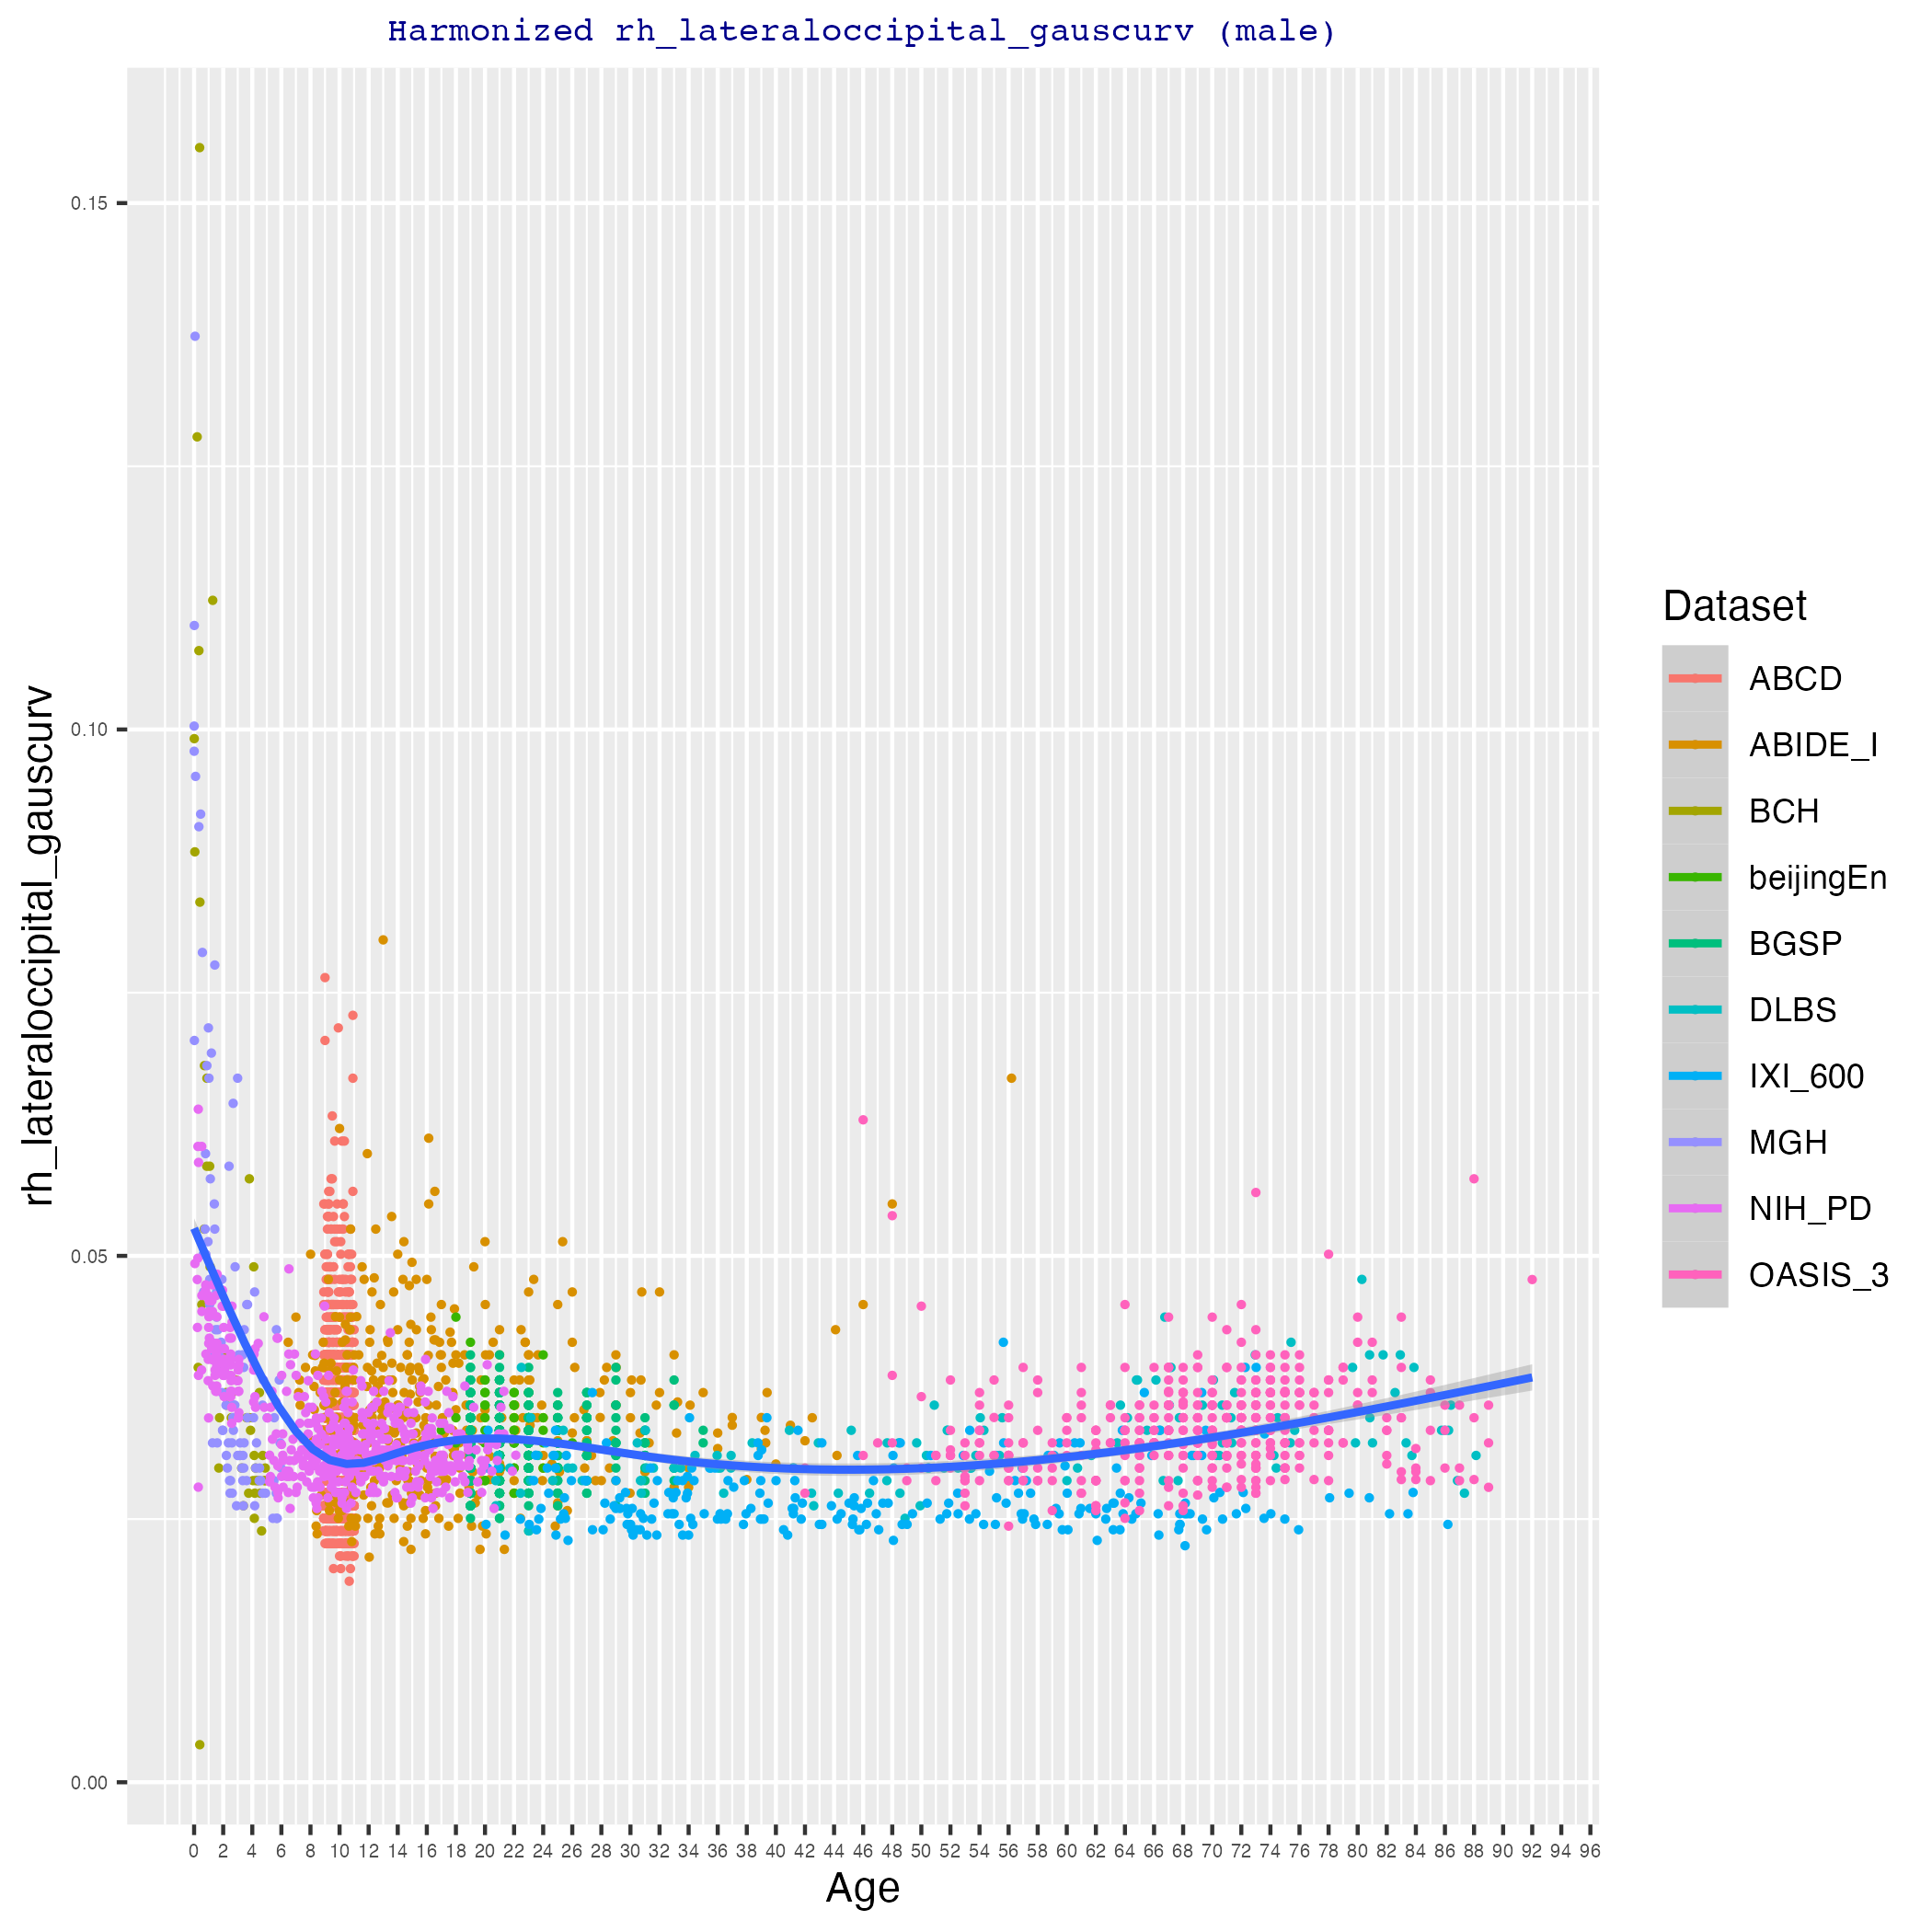 Harmonized rh_lateraloccipital_gauscurv (male)
rh_lateraloccipital_gauscurv
0.15
0.10
0.05
0.00
0 2 4 6 8 10 12 14 16 18 20 22 24 26 28 30 32 34 36 38 40 42 44 46 48 50 52 54 56 58 60 62 64 66 68 70 72 74 76 78 80 82 84 86 88 90 92 94 96
Age
Dataset
ABCD
ABIDE_I
BCH
beijingEn
BGSP
DLBS
IXI_600
MGH
NIH_PD
OASIS_3